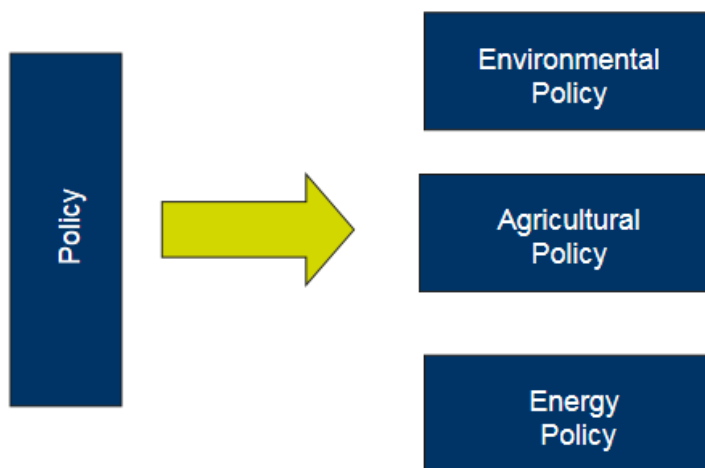 Policy
Environmental
Policy
Agricultural
Policy
Energy
Policy